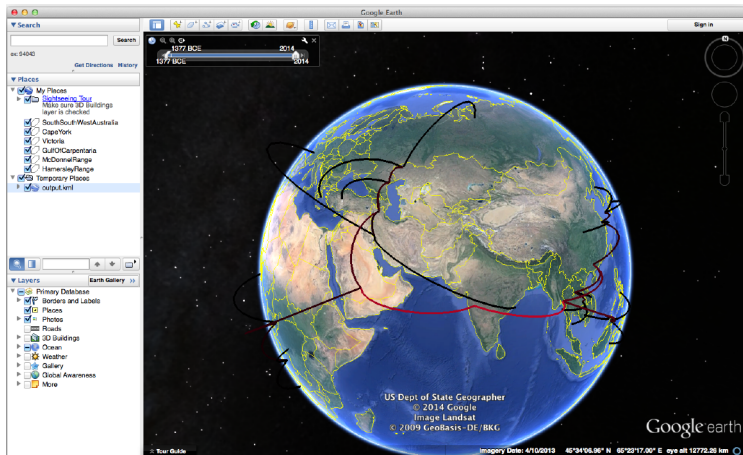 Google Earth
▼ Search
Search
ex: 94043
Get Directions History
▼ Places
My Places
Sightseeing Tour
Make sure 3D Buildings
layer is checked
SouthSouthWestAustralia
CapeYork
Victoria
GulfOfCarpentaria
McDonnelRange
HamersleyRange
Temporary Places
output.kml
▼ Layers
Earth Gallery >>
Primary Database
Borders and Labels
Places
Photos
Roads
3D Buildings
Ocean
Weather
Gallery
Global Awareness
More
Sign in
1377 BCE 2014
1377 BCE 2014
N
US Dept of State Geographer
© 2014 Google
Image Landsat
© 2009 GeoBasis-DE/BKG
Google earth
Tour Guide
Imagery Date: 4/10/2013 45°34'06.96" N 65°23'17.00" E eye alt 12772.26 km